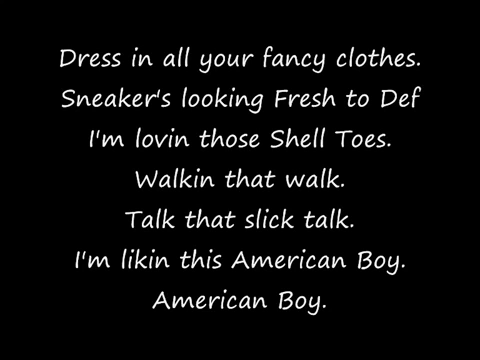 Dress in all your fancy clothes.
Sneaker's looking Fresh to Def
I'm lovin those Shell Toes.
Walkin that walk.
Talk that slick talk.
I'm likin this American Boy.
American Boy.